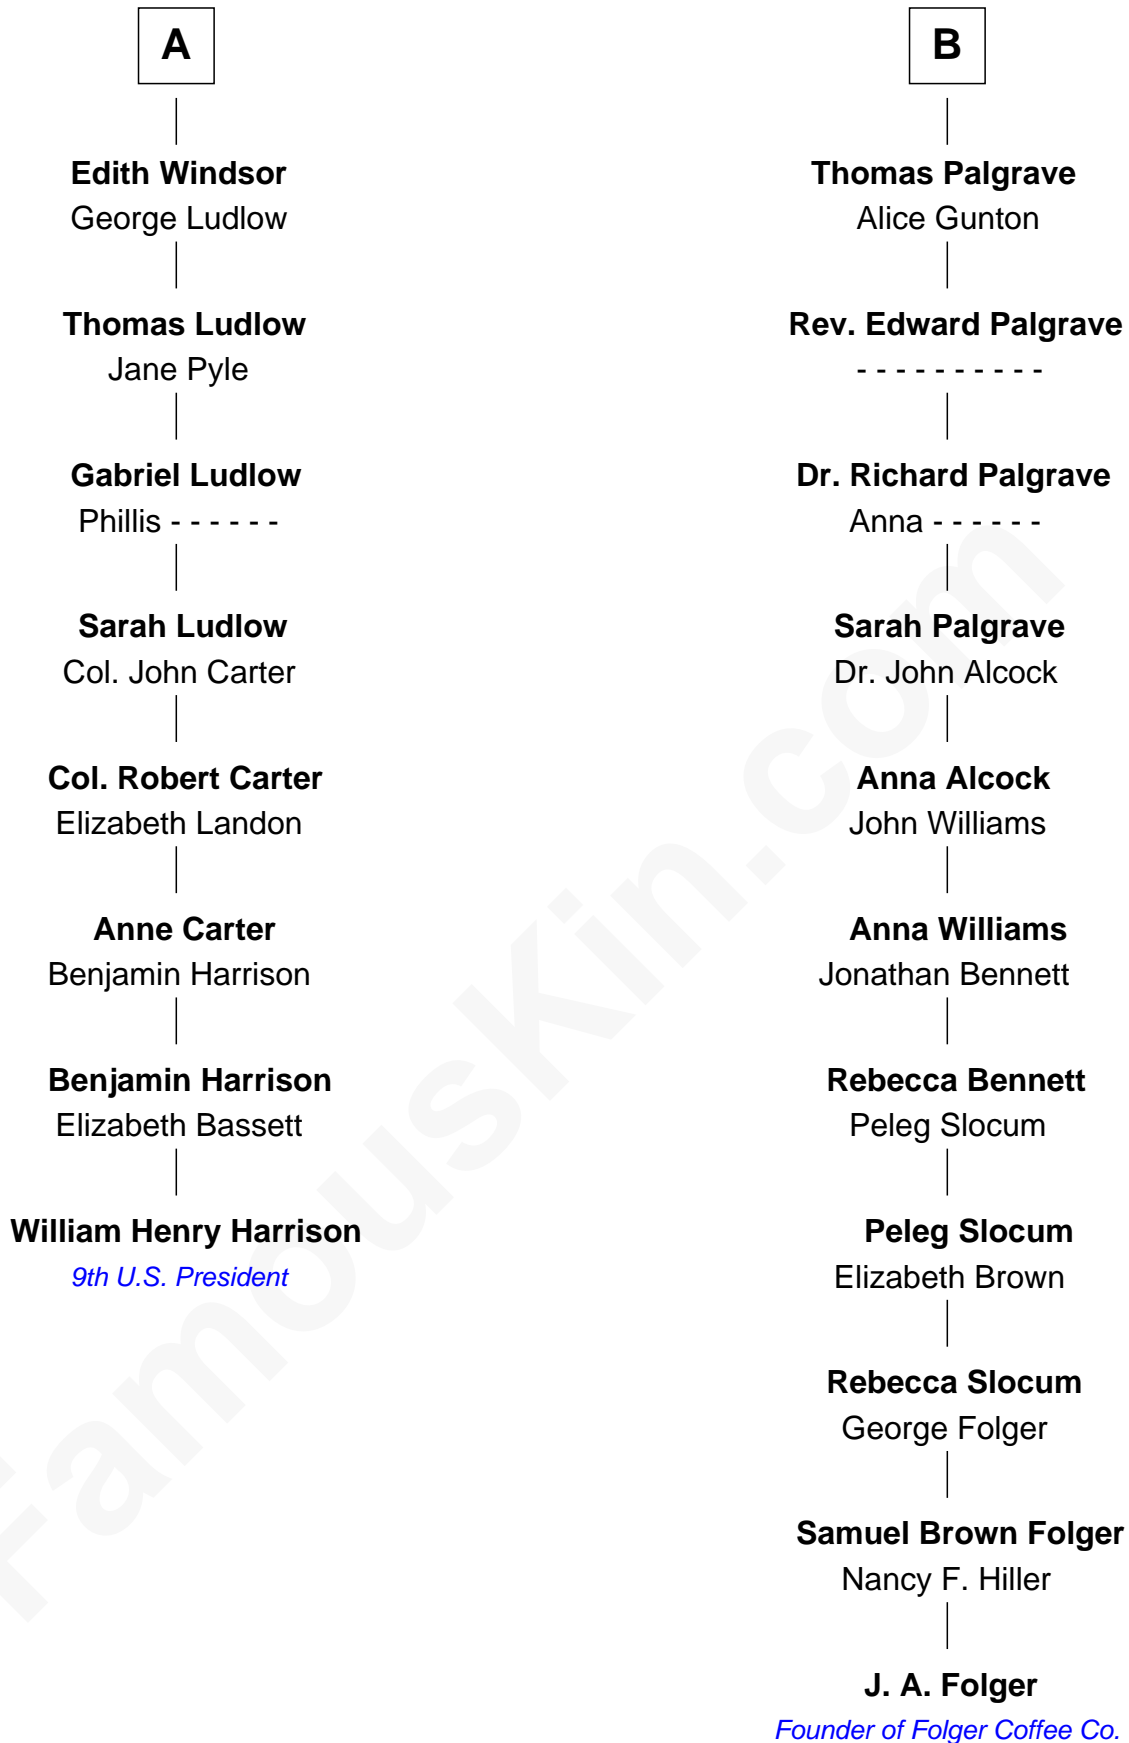 A
Edith Windsor
George Ludlow
Thomas Ludlow
Jane Pyle
Gabriel Ludlow
Phillis - - - - - -
Sarah Ludlow
Col. John Carter
Col. Robert Carter
Elizabeth Landon
Anne Carter
Benjamin Harrison
Benjamin Harrison
Elizabeth Bassett
William Henry Harrison
9th U.S. President
B
Thomas Palgrave
Alice Gunton
Rev. Edward Palgrave
- - - - - - - - - -
Dr. Richard Palgrave
Anna - - - - - -
Sarah Palgrave
Dr. John Alcock
Anna Alcock
John Williams
Anna Williams
Jonathan Bennett
Rebecca Bennett
Peleg Slocum
Peleg Slocum
Elizabeth Brown
Rebecca Slocum
George Folger
Samuel Brown Folger
Nancy F. Hiller
J. A. Folger
Founder of Folger Coffee Co.
FamousKin.com